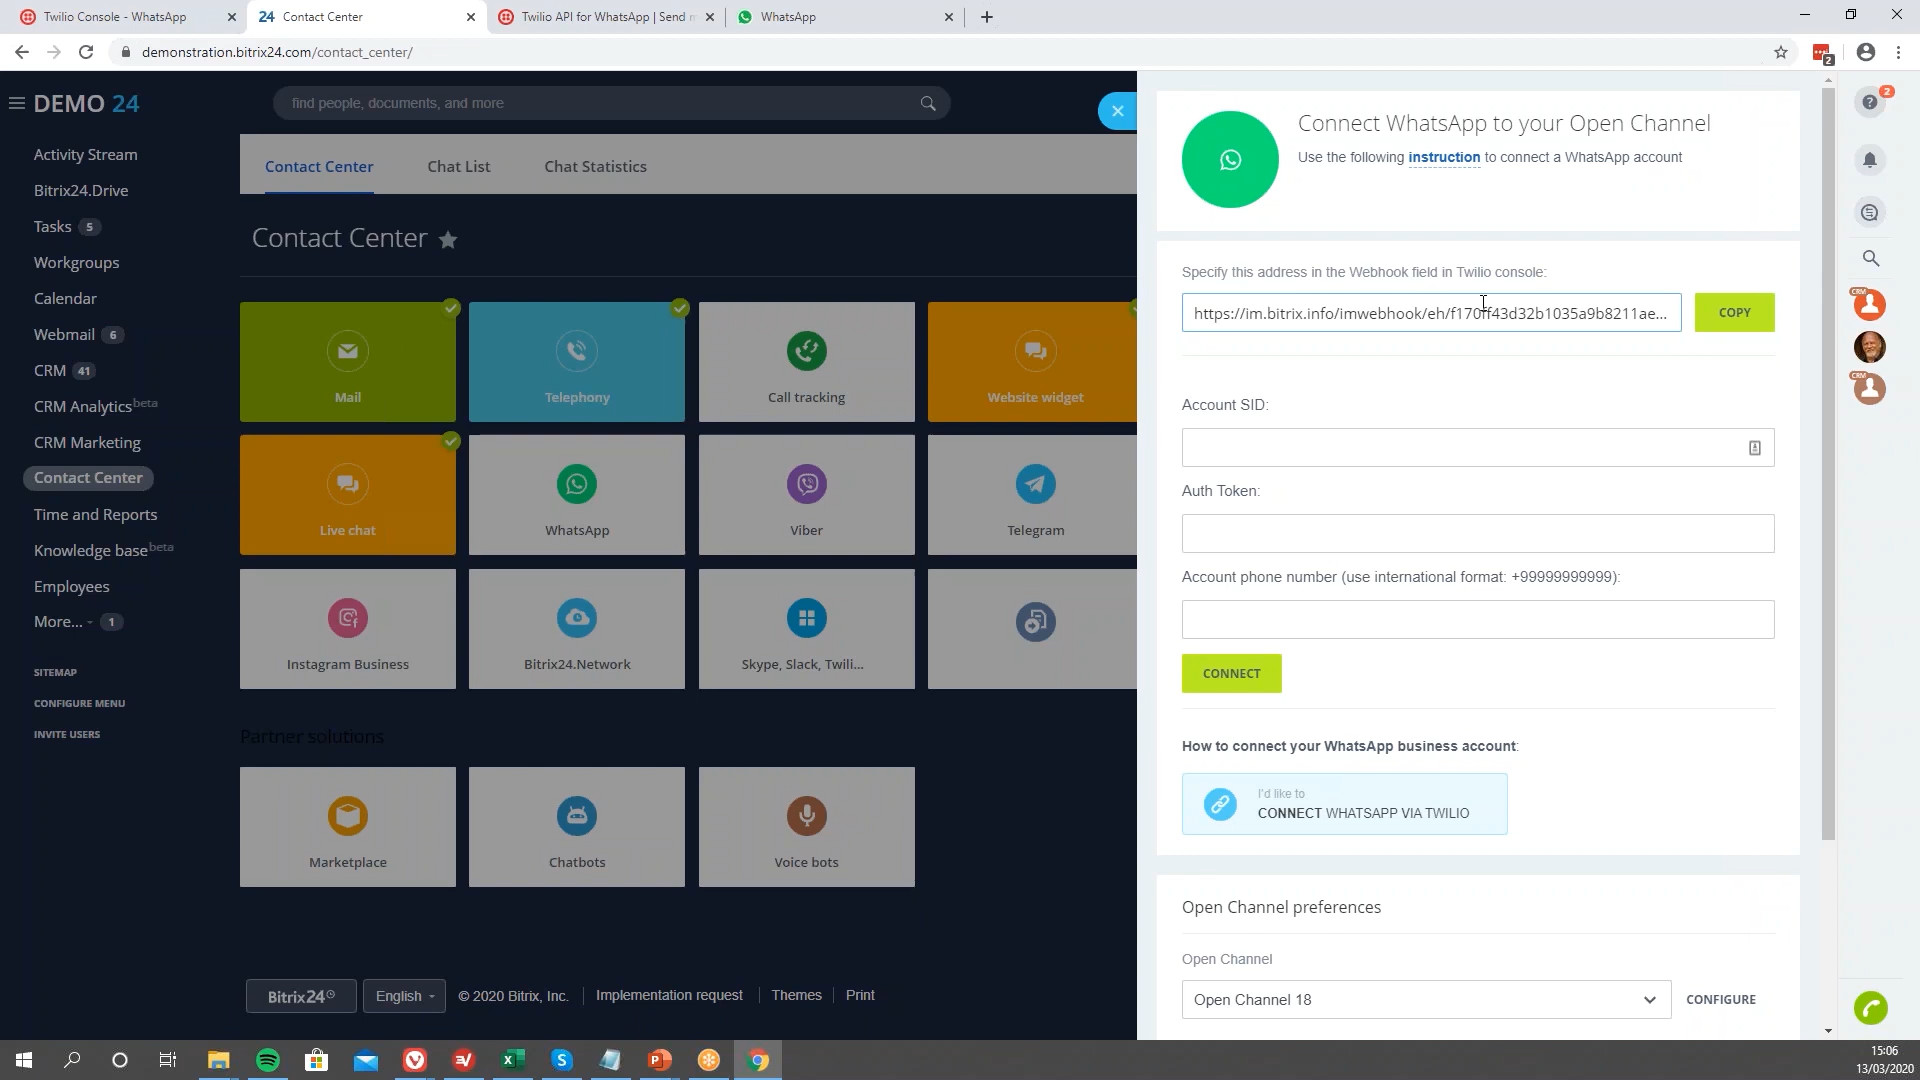 Twilio Console - WhatsApp
24 Contact Center
Twilio API for WhatsApp | Send m
WhatsApp
demonstration.bitrix24.com/contact_center/
2
DEMO 24
find people, documents, and more
2
Activity Stream
Bitrix24.Drive
Tasks 5
Workgroups
Calendar
Webmail 6
CRM 41
CRM Analytics beta
CRM Marketing
Contact Center
Time and Reports
Knowledge base beta
Employees
More... 1
SITEMAP
CONFIGURE MENU
INVITE USERS
Contact Center
Chat List
Chat Statistics
Contact Center
Mail
Telephony
Call tracking
Website widget
Live chat
WhatsApp
Viber
Telegram
Instagram Business
Bitrix24.Network
Skype, Slack, Twili...
Partner solutions
Marketplace
Chatbots
Voice bots
Bitrix24
English
© 2020 Bitrix, Inc.
Implementation request
Themes
Print
Connect WhatsApp to your Open Channel
Use the following instruction to connect a WhatsApp account
Specify this address in the Webhook field in Twilio console:
https://im.bitrix.info/imwebhook/eh/f170ff43d32b1035a9b8211ae...
COPY
Account SID:
Auth Token:
Account phone number (use international format: +99999999999):
CONNECT
How to connect your WhatsApp business account:
I'd like to
CONNECT WHATSAPP VIA TWILIO
Open Channel preferences
Open Channel
Open Channel 18
CONFIGURE
CRM
CRM
15:06
13/03/2020